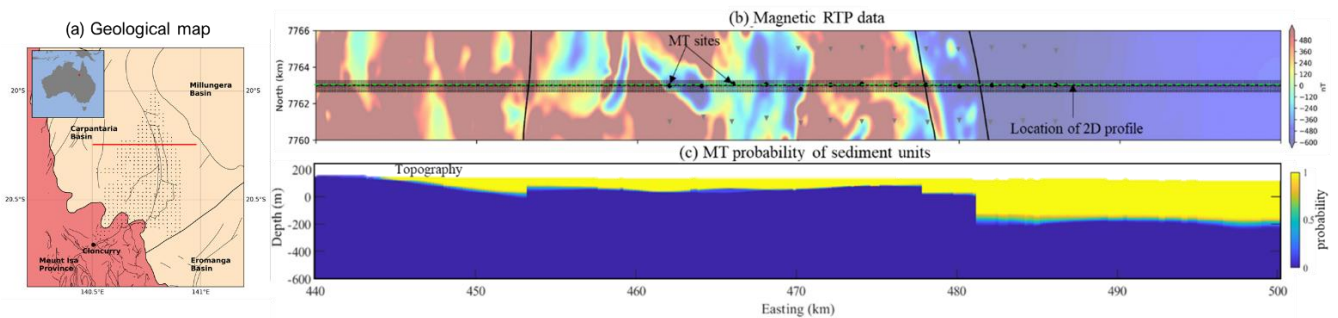 (a) Geological map
20°S
20°S
Millungera
Basin
Carpantaria
Basin
20.5°S
20.5°S
Cloncurry
Mount Isa
Province
Eromanga
Basin
140.5°E
141°E
(b) Magnetic RTP data
7766
7764
7762
7760
North (km)
MT sites
Location of 2D profile
480
360
240
120
0
−120
−240
−360
−480
−600
nT
(c) MT probability of sediment units
Topography
200
0
-200
-400
-600
Depth (m)
440
450
460
470
480
490
500
Easting (km)
1
0.5
0
probability